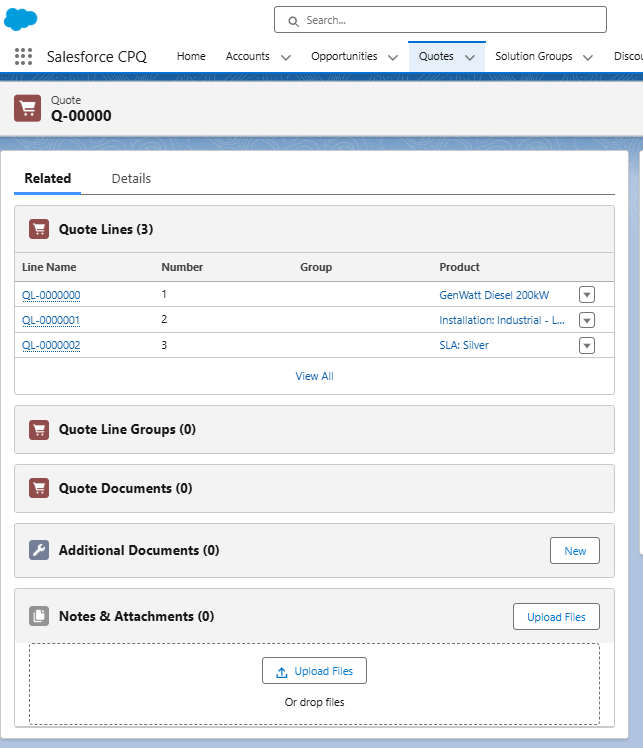 Search...
Salesforce CPQ Home Accounts Opportunities Quotes Solution Groups
Quote
Q-00000
Related Details
Quote Lines (3)
Line Name Number Group Product
QL-0000000 1 GenWatt Diesel 200kW
QL-0000001 2 Installation: Industrial - L...
QL-0000002 3 SLA: Silver
View All
Quote Line Groups (0)
Quote Documents (0)
Additional Documents (0) New
Notes & Attachments (0) Upload Files
Upload Files
Or drop files